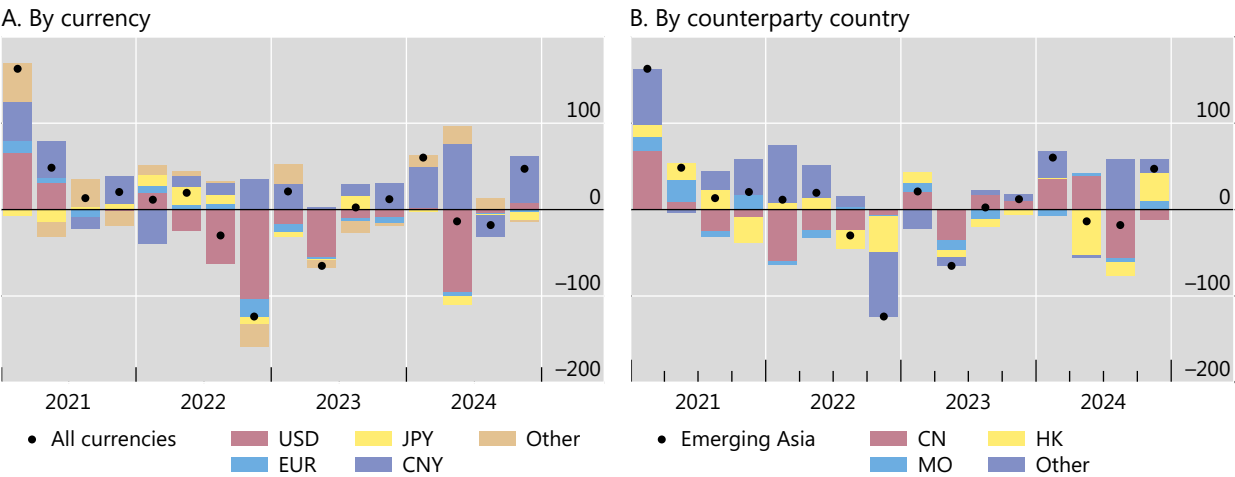 A. By currency
B. By counterparty country
100
0
–100
–200
100
0
–100
–200
2021 2022 2023 2024
2021 2022 2023 2024
All currencies USD JPY Other
EUR CNY
Emerging Asia CN HK
MO Other